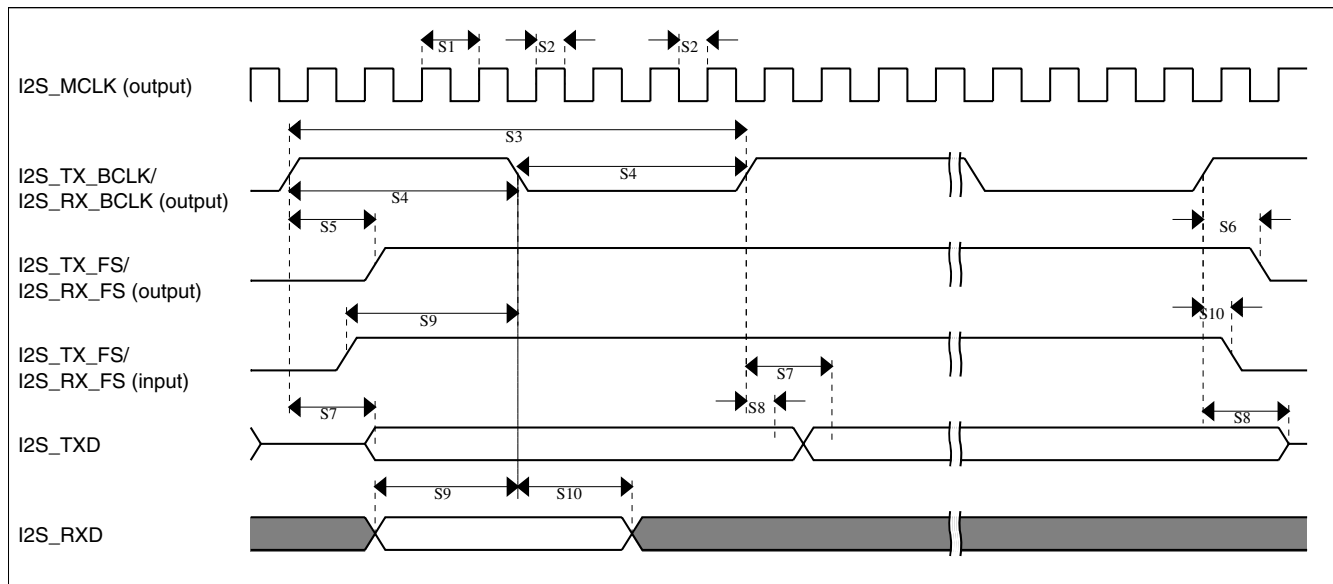 S1
S2
S2
I2S_MCLK (output)
S3
I2S_TX_BCLK/
I2S_RX_BCLK (output)
S4
S4
S5
S6
I2S_TX_FS/
I2S_RX_FS (output)
S9
S10
I2S_TX_FS/
I2S_RX_FS (input)
S7
S7
S8
S8
I2S_TXD
S9
S10
I2S_RXD